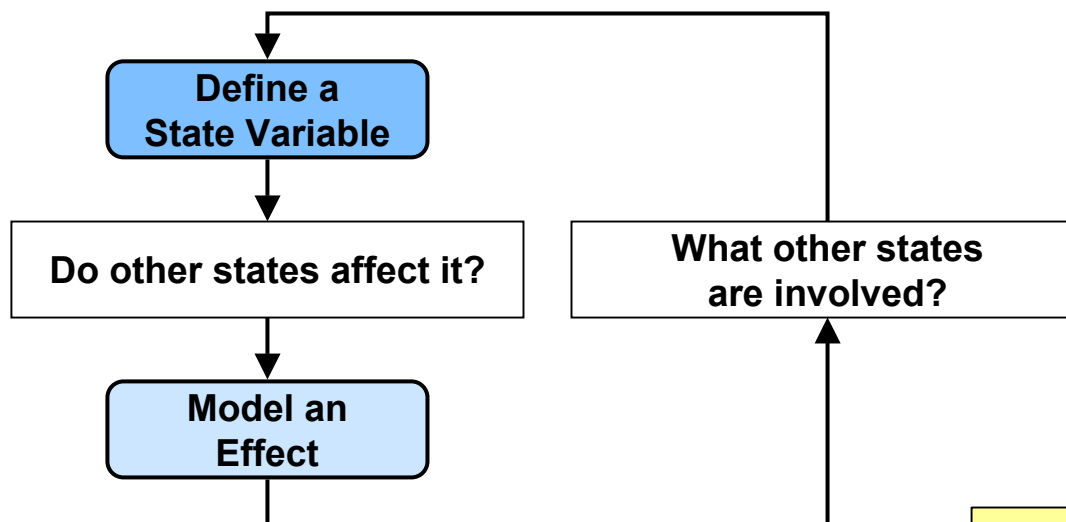 Define a
State Variable
Do other states affect it?
What other states
are involved?
Model an
Effect